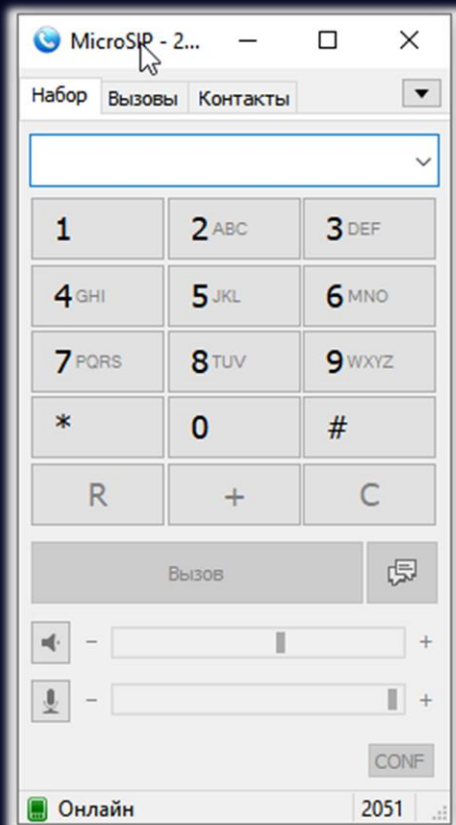 MicroSIP - 2...
Набор Вызовы Контакты
1 2 ABC 3 DEF
4 GHI 5 JKL 6 MNO
7 PQRS 8 TUV 9 WXYZ
* 0 #
R + C
Вызов
- +
- +
CONF
Онлайн 2051